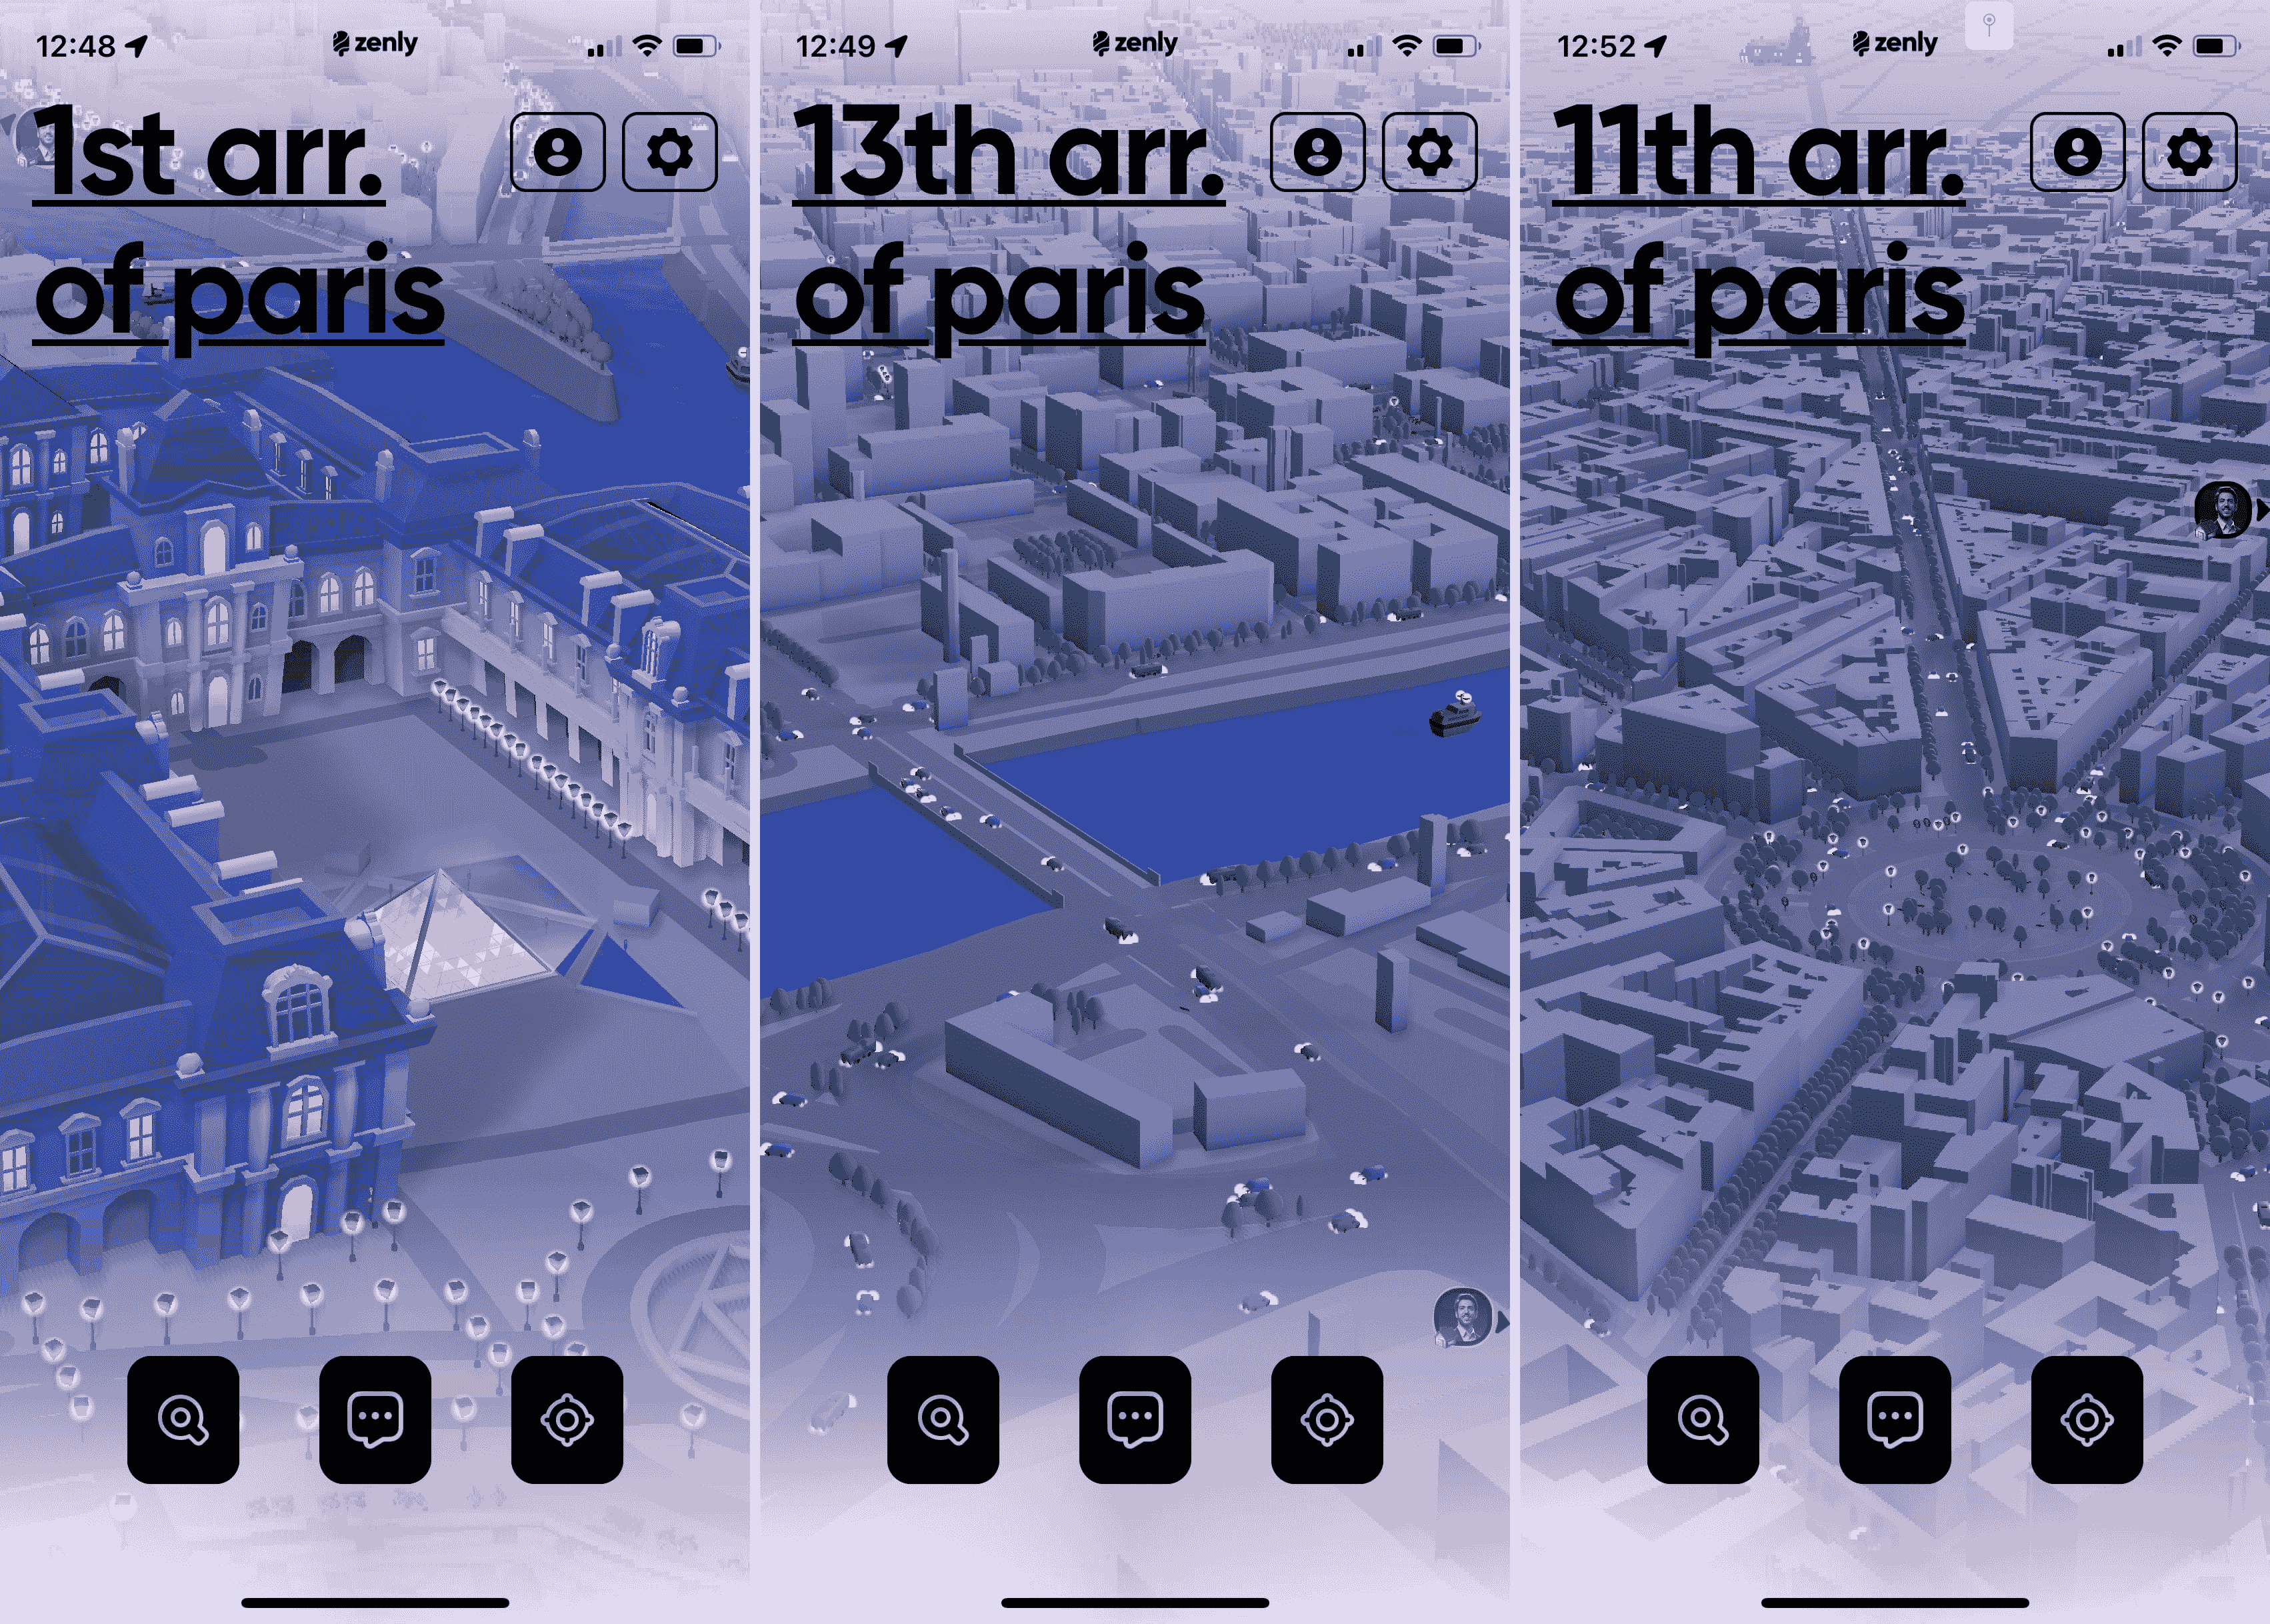 12:48
zenly
1st arr.
of paris
12:49
zenly
13th arr.
of paris
12:52
zenly
11th arr.
of paris